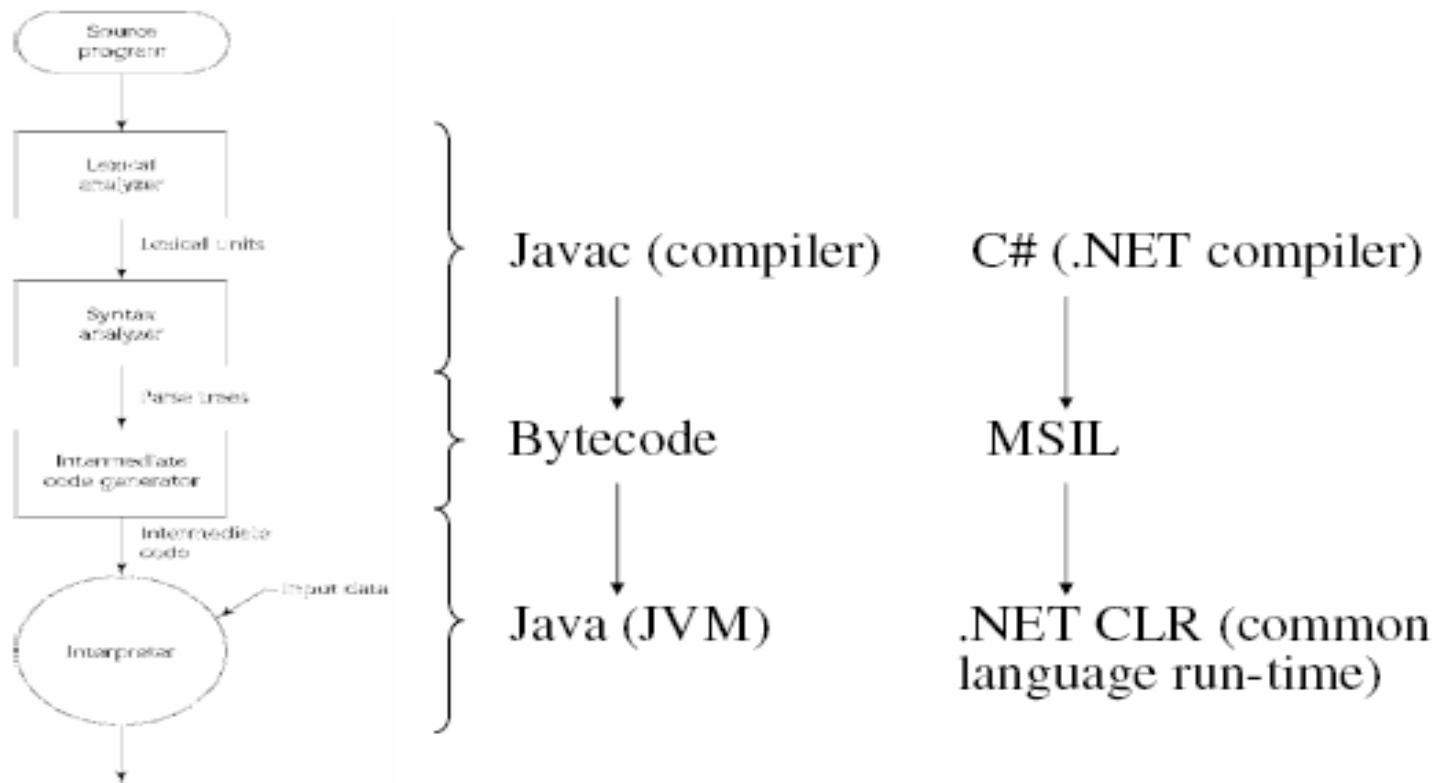 Source
program
Lexical
analyzer
Lexical units
Syntax
analyzer
Parse trees
Intermediate
code generator
Intermediate
code
Input data
Interpreter
Javac (compiler)
Bytecode
Java (JVM)
C# (.NET compiler)
MSIL
.NET CLR (common
language run-time)